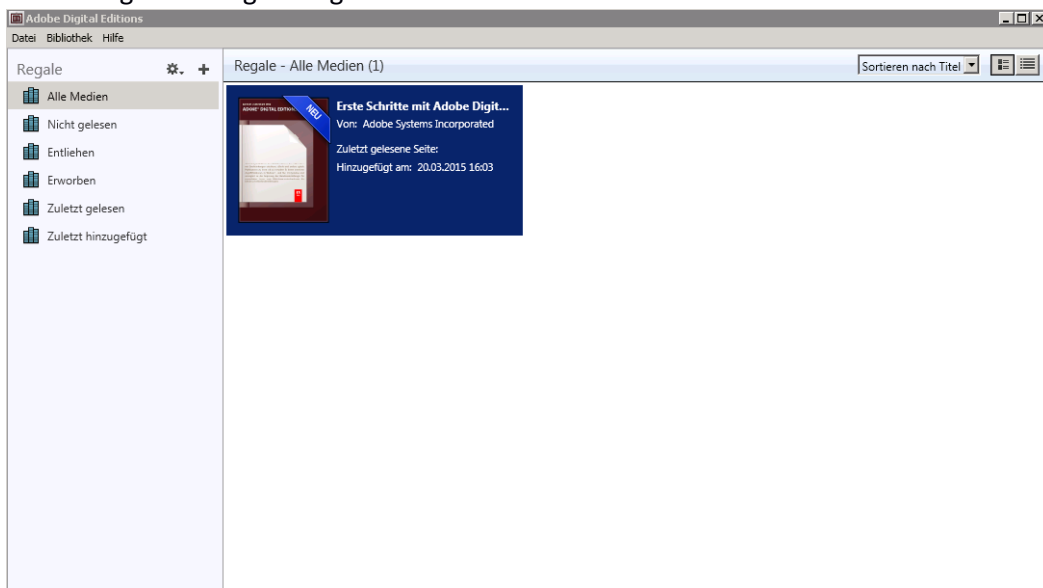 Adobe Digital Editions
Datei Bibliothek Hilfe
Regale
Alle Medien
Nicht gelesen
Entliehen
Erworben
Zuletzt gelesen
Zuletzt hinzugefügt
Regale - Alle Medien (1)
Sortieren nach Titel
NEU
Erste Schritte mit Adobe Digit...
Von: Adobe Systems Incorporated
Zuletzt gelesene Seite:
Hinzugefügt am: 20.03.2015 16:03